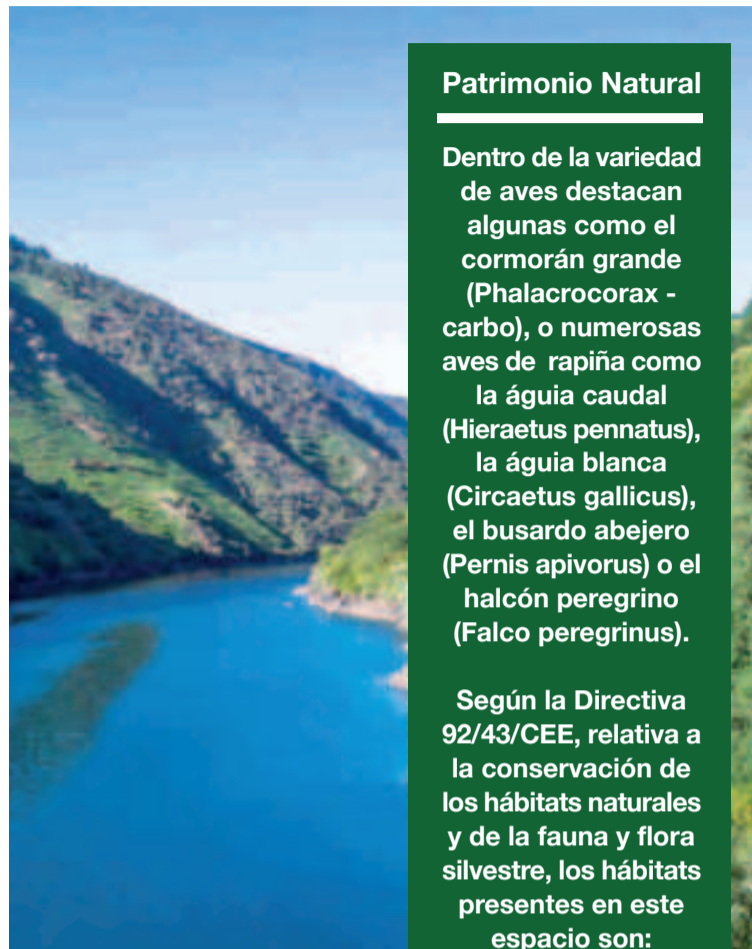 Patrimonio Natural
Dentro de la variedad
de aves destacan
algunas como el
cormorán grande
(Phalacrocorax -
carbo), o numerosas
aves de rapiña como
la águia caudal
(Hieraetus pennatus),
la águia blanca
(Circaetus gallicus),
el busardo abejero
(Pernis apivorus) o el
halcón peregrino
(Falco peregrinus).
Según la Directiva
92/43/CEE, relativa a
la conservación de
los hábitats naturales
y de la fauna y flora
silvestre, los hábitats
presentes en este
espacio son: